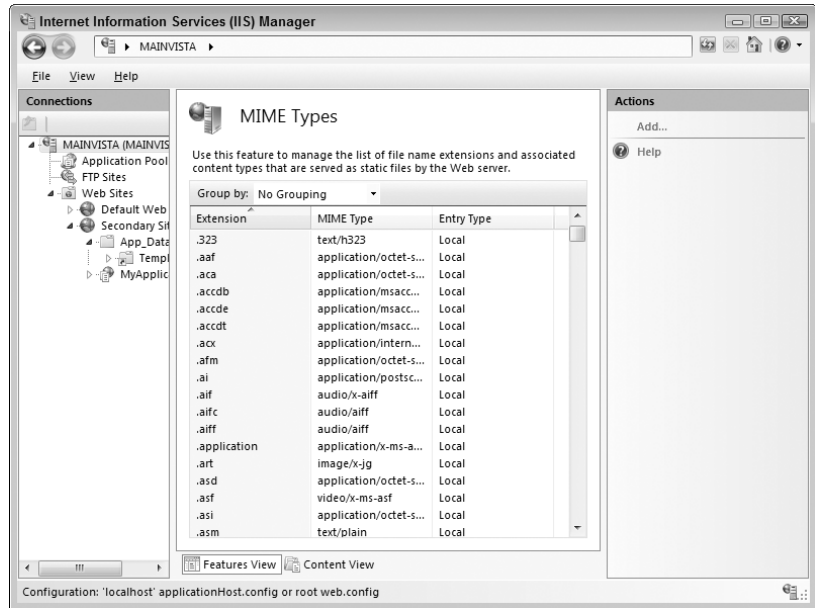 Internet Information Services (IIS) Manager
MAINVISTA
File View Help
Connections
MAINVISTA (MAINVIS
Application Pool
FTP Sites
Web Sites
Default Web
Secondary Sit
App_Data
Templ
MyApplic
MIME Types
Use this feature to manage the list of file name extensions and associated
content types that are served as static files by the Web server.
Group by: No Grouping
Extension MIME Type Entry Type
.323 text/h323 Local
.aaf application/octet-s... Local
.aca application/octet-s... Local
.accdb application/msacc... Local
.accde application/msacc... Local
.accdt application/msacc... Local
.acx application/intern... Local
.afm application/octet-s... Local
.ai application/postsc... Local
.aif audio/x-aiff Local
.aifc audio/aiff Local
.aiff audio/aiff Local
.application application/x-ms-a... Local
.art image/x-jg Local
.asd application/octet-s... Local
.asf video/x-ms-asf Local
.asi application/octet-s... Local
.asm text/plain Local
Features View Content View
Actions
Add...
Help
Configuration: 'localhost' applicationHost.config or root web.config